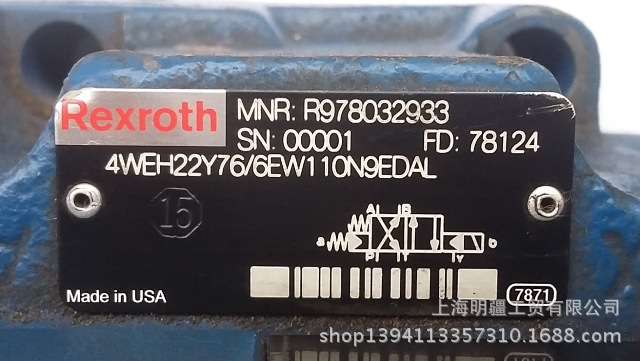 Rexroth
MNR: R978032933
SN: 00001 FD: 78124
4WEH22Y76/6EW110N9EDAL
15
A B
a b
P T Y
Made in USA
7871
上海明疆工贸有限公司
shop1394113357310.1688.com